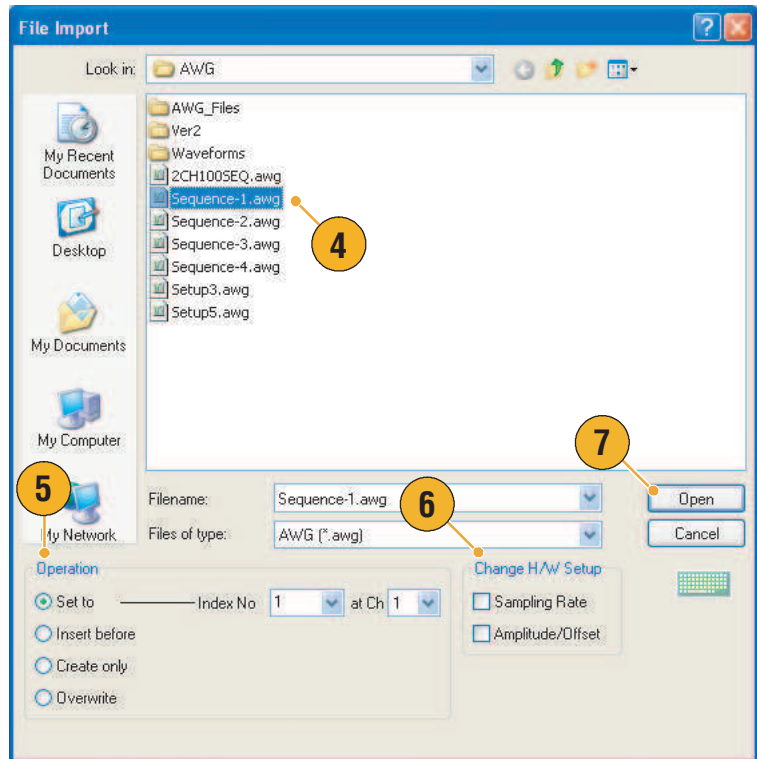 File Import
Look in: AWG
My Recent Documents
Desktop
My Documents
My Computer
My Network
AWG_Files
Ver2
Waveforms
2CH100SEQ.awg
Sequence-1.awg
Sequence-2.awg
Sequence-3.awg
Sequence-4.awg
Setup3.awg
Setup5.awg
4
7
5
6
Filename: Sequence-1.awg Open
Files of type: AWG (*.awg) Cancel
Operation
Set to Index No 1 at Ch 1
Insert before
Create only
Overwrite
Change H/W Setup
Sampling Rate
Amplitude/Offset